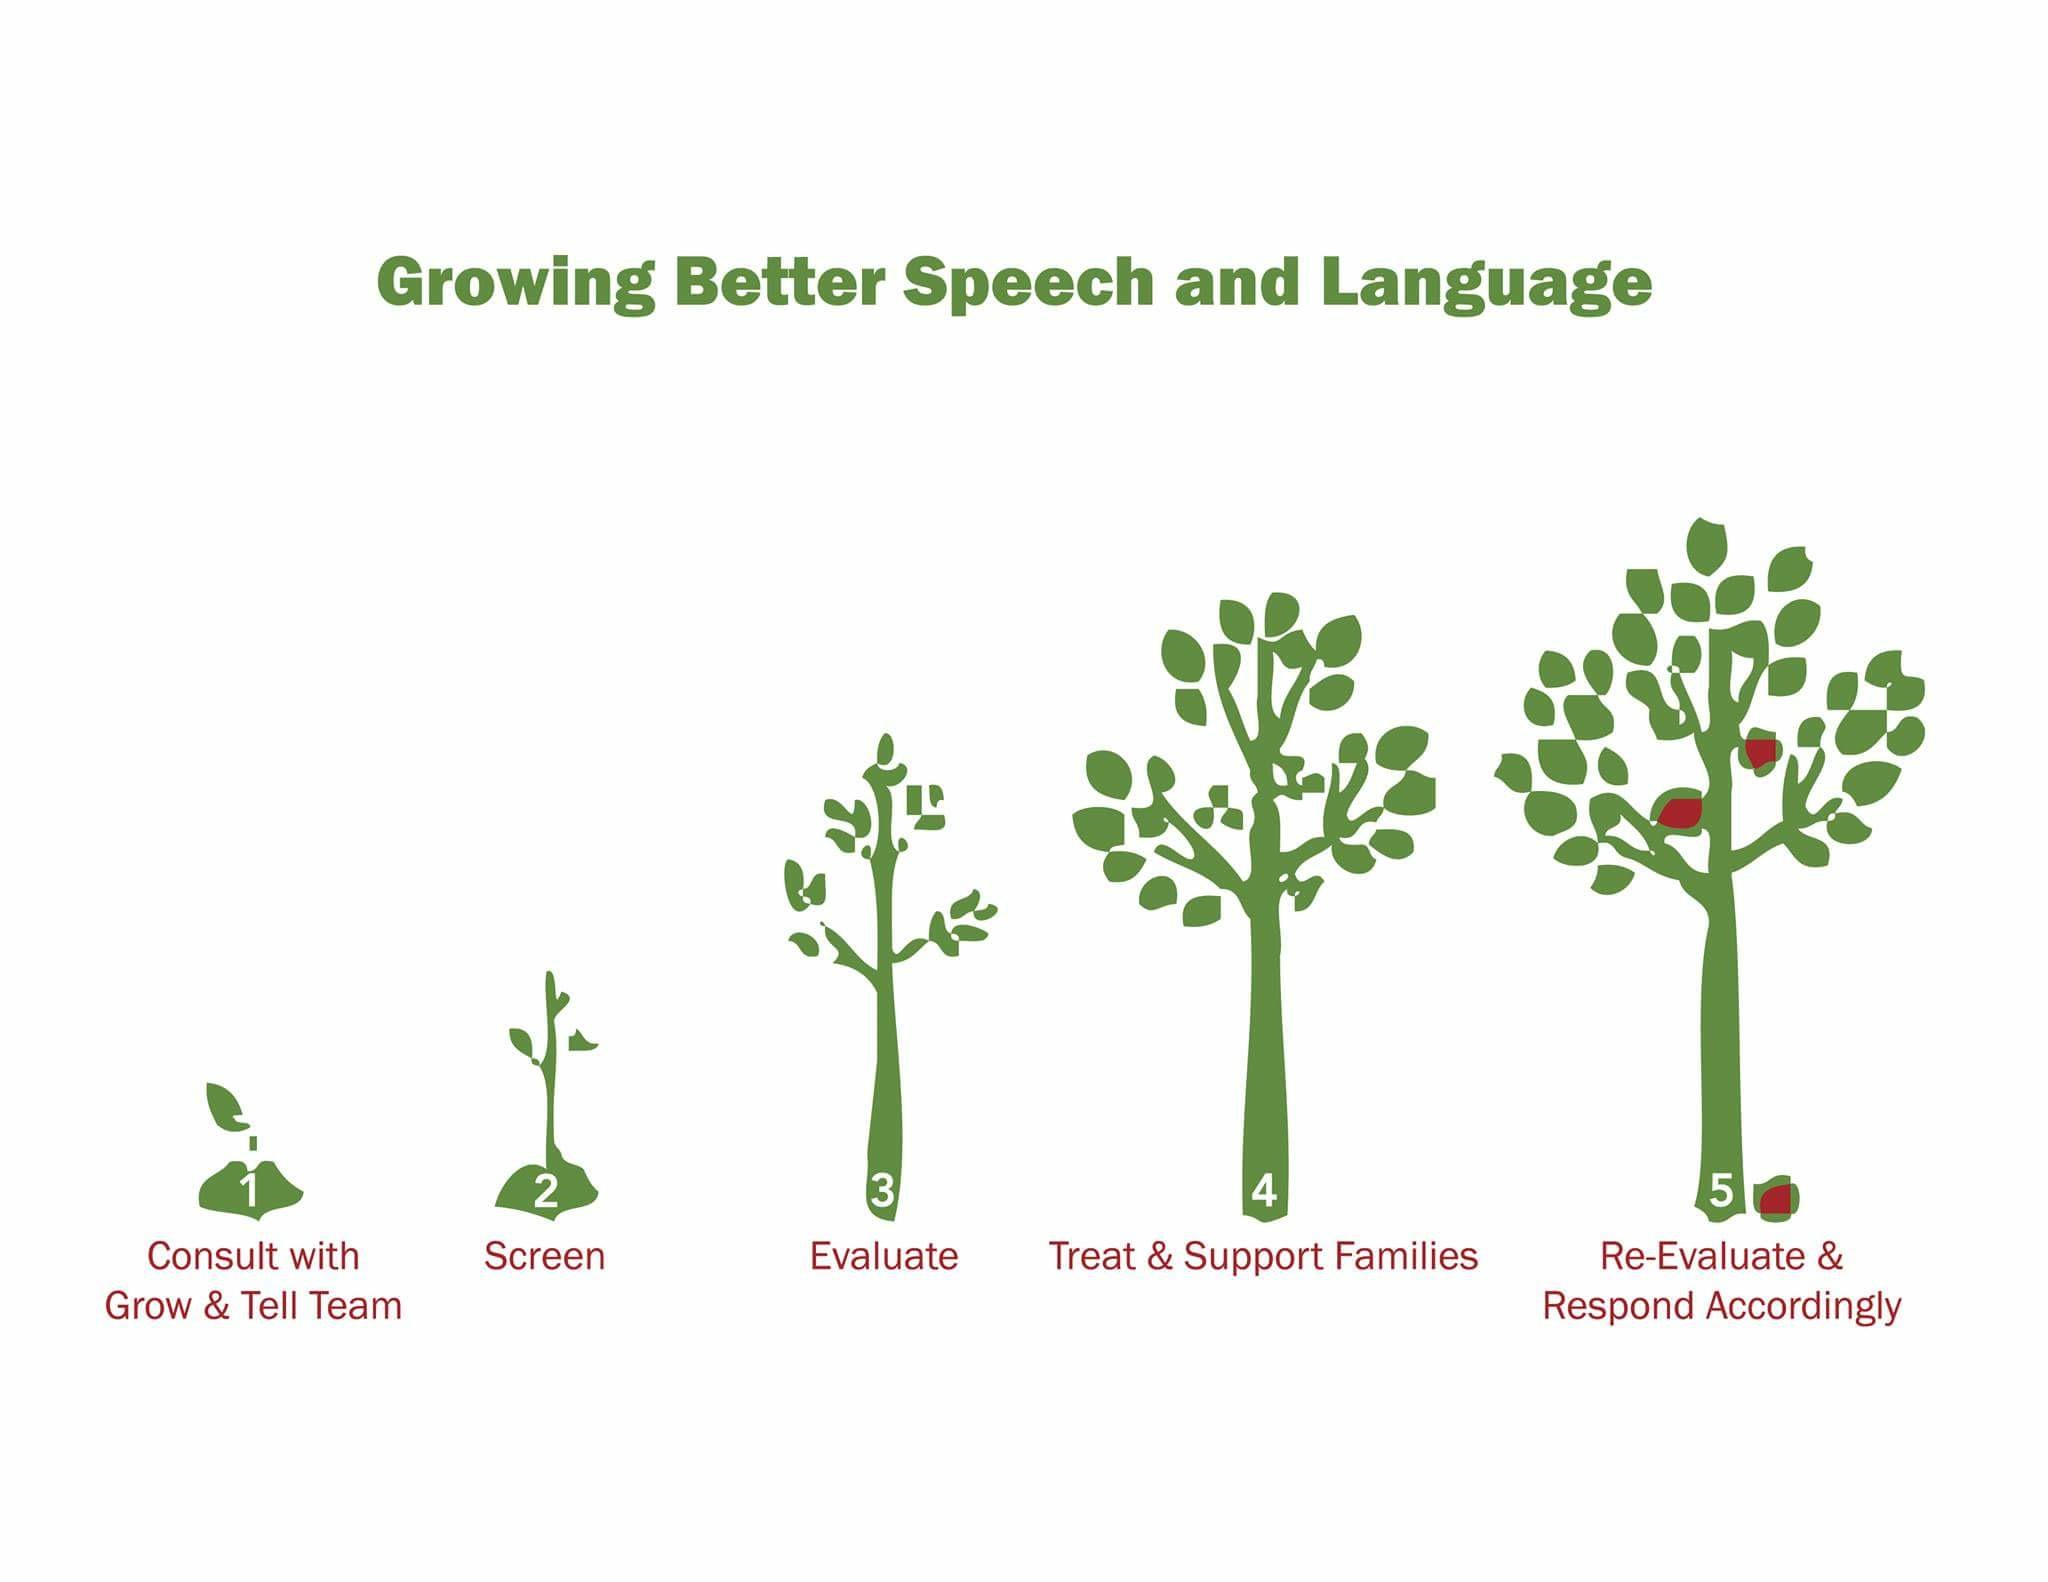 Growing Better Speech and Language
1
2
3
4
5
Consult with
Grow & Tell Team
Screen
Evaluate
Treat & Support Families
Re-Evaluate &
Respond Accordingly